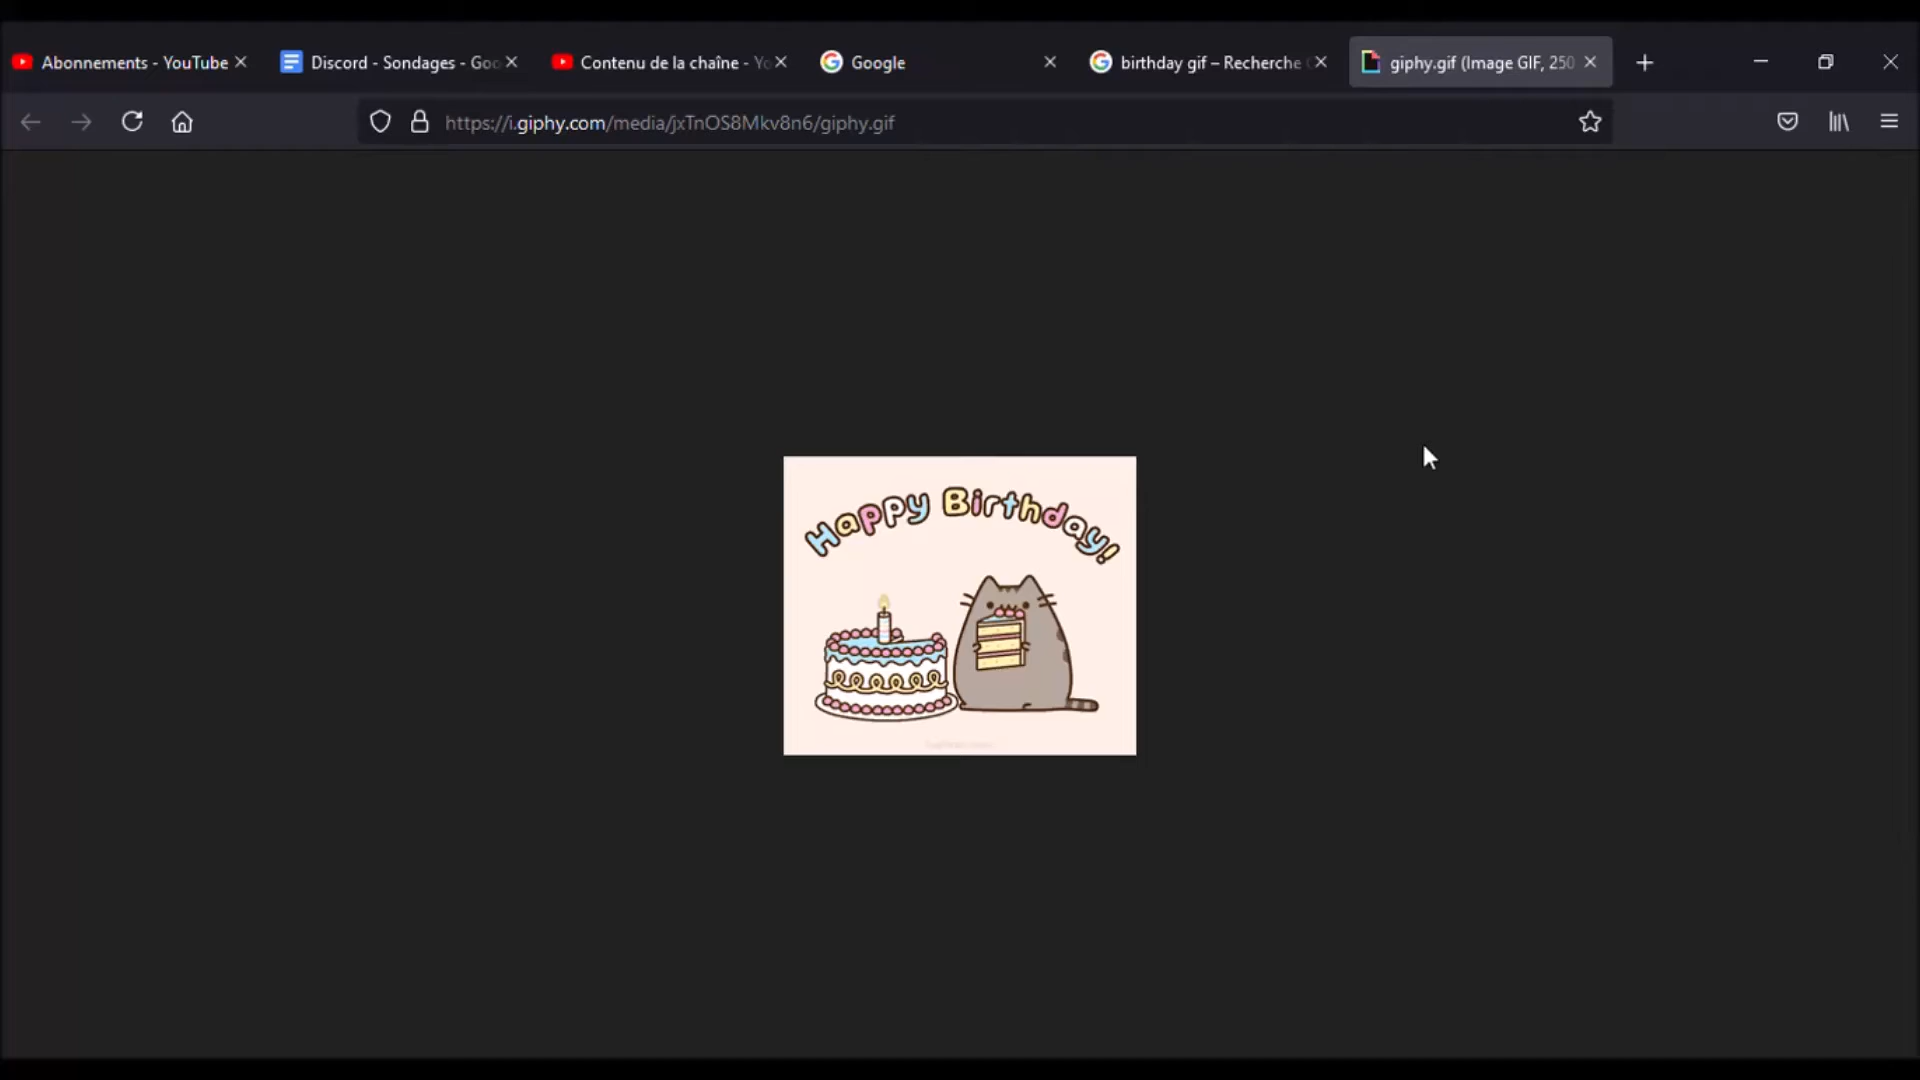 Abonnements - YouTube
Discord - Sondages - Goo
Contenu de la chaîne - Yo
Google
birthday gif – Recherche
giphy.gif (Image GIF, 250
https://i.giphy.com/media/jxTnOS8Mkv8n6/giphy.gif
Happy Birthday!